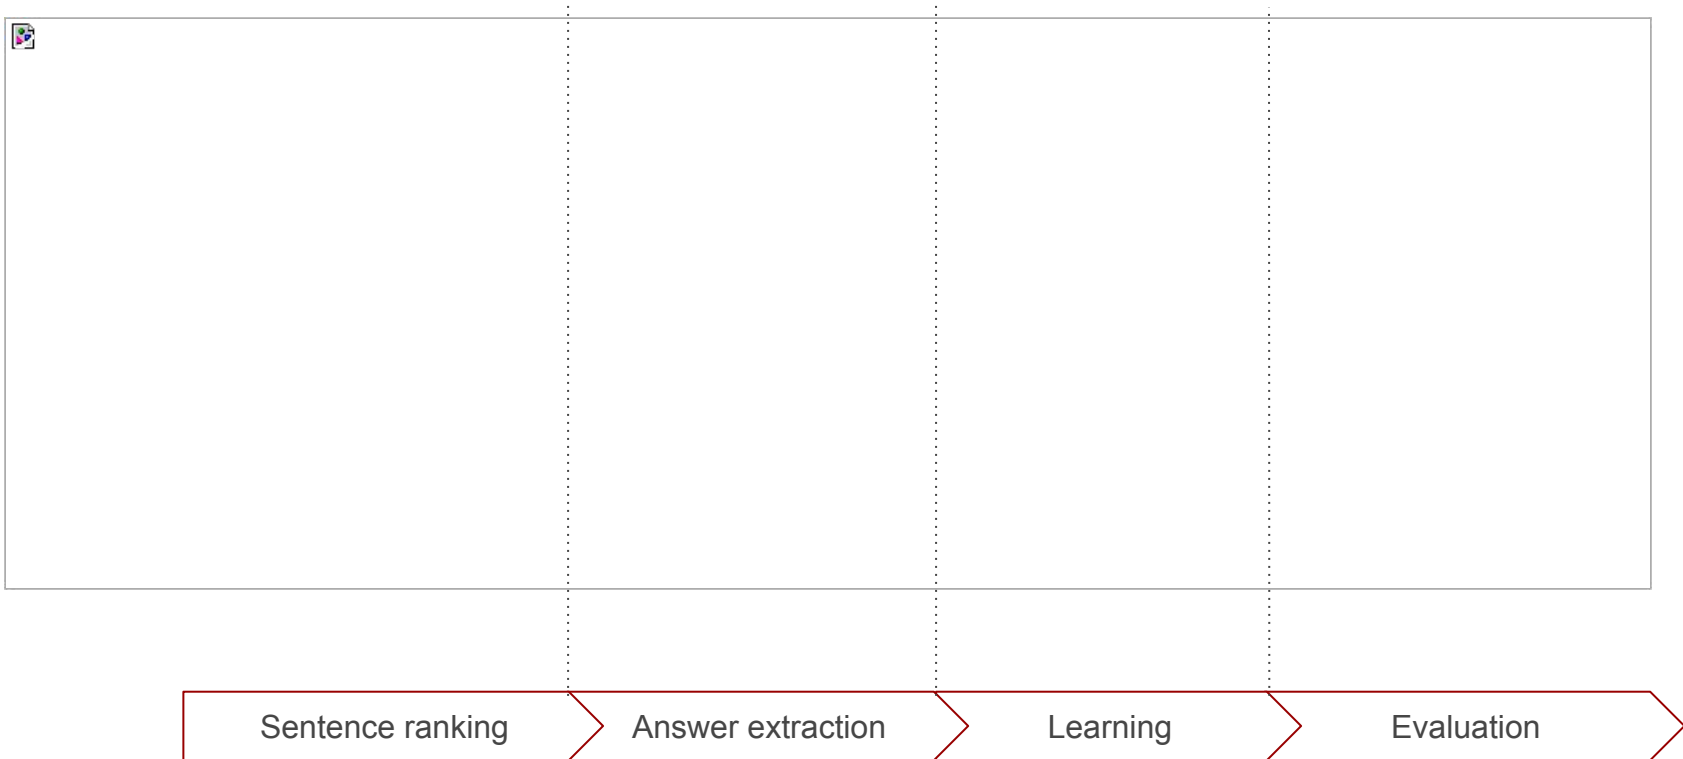 Sentence ranking
Answer extraction
Learning
Evaluation